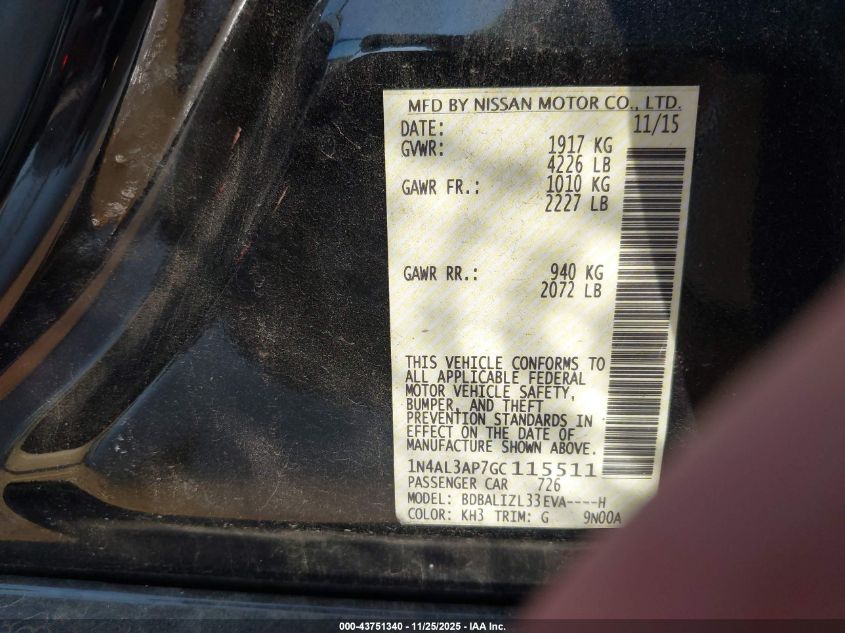 MFD BY NISSAN MOTOR CO., LTD.
DATE: 11/15
GVWR: 1917 KG
4226 LB
GAWR FR.: 1010 KG
2227 LB
GAWR RR.: 940 KG
2072 LB
THIS VEHICLE CONFORMS TO
ALL APPLICABLE FEDERAL
MOTOR VEHICLE SAFETY,
BUMPER, AND THEFT
PREVENTION STANDARDS IN
EFFECT ON THE DATE OF
MANUFACTURE SHOWN ABOVE.
1N4AL3AP7GC115511
PASSENGER CAR 726
MODEL: BDBALIZL33EVA----H
COLOR: KH3 TRIM: G 9N00A
000-43751340 - 11/25/2025 - IAA Inc.